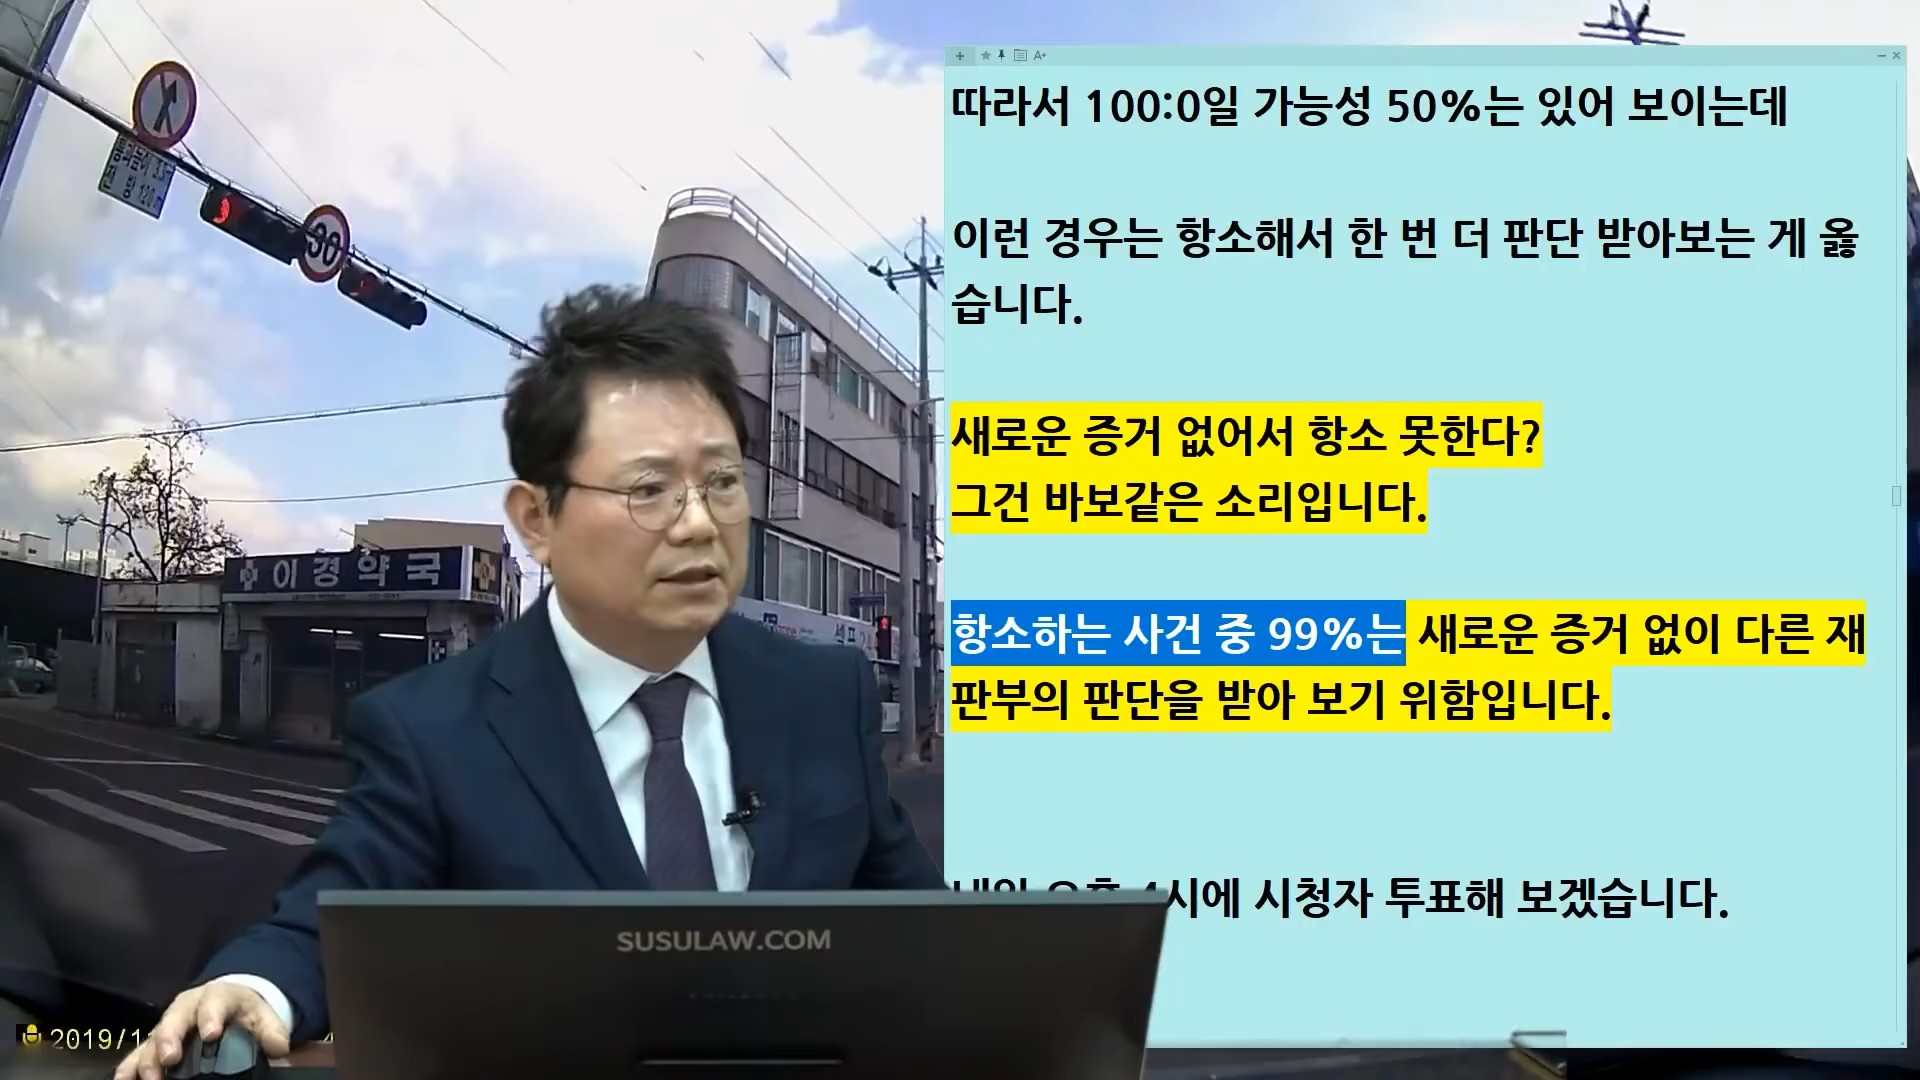 따라서 100:0일 가능성 50%는 있어 보이는데
이런 경우는 항소해서 한 번 더 판단 받아보는 게 옳
습니다.
새로운 증거 없어서 항소 못한다?
그건 바보같은 소리입니다.
항소하는 사건 중 99%는 새로운 증거 없이 다른 재
판부의 판단을 받아 보기 위함입니다.
4시에 시청자 투표해 보겠습니다.
30
이경약국
SUSULAW.COM
2019/11